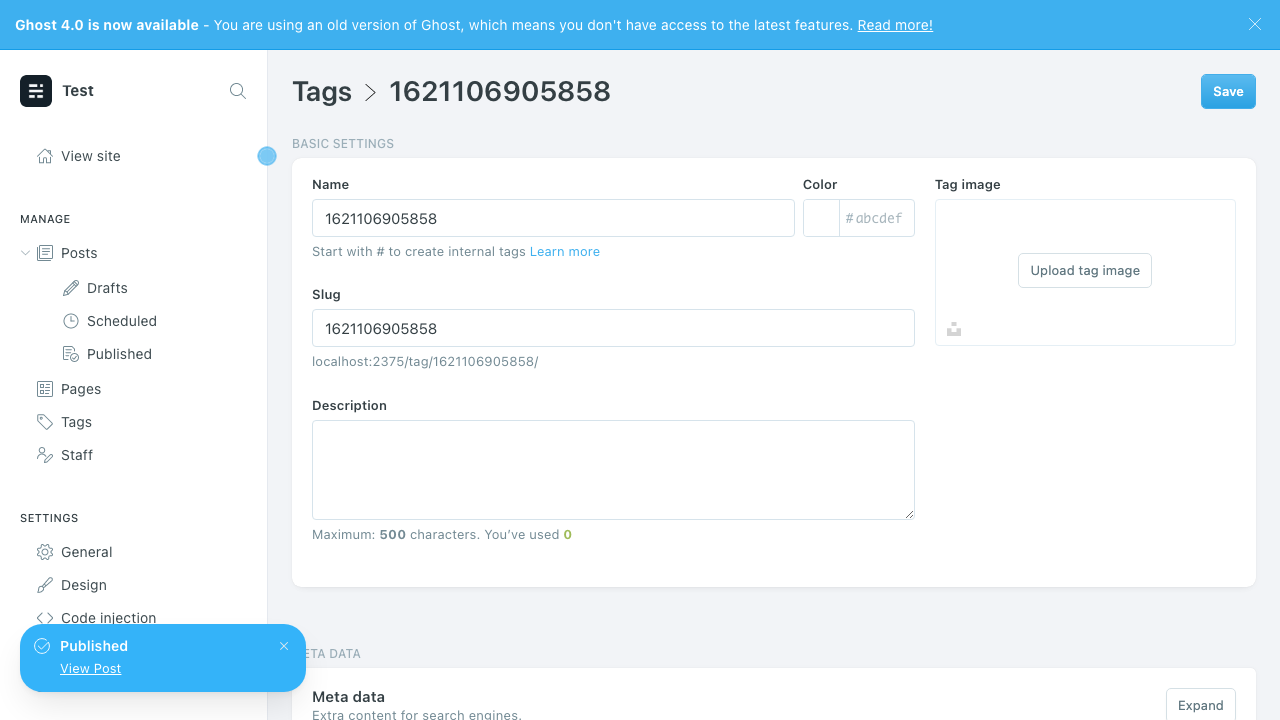 Ghost 4.0 is now available - You are using an old version of Ghost, which means you don't have access to the latest features. Read more!
Test
View site
MANAGE
Posts
Drafts
Scheduled
Published
Pages
Tags
Staff
SETTINGS
General
Design
Code injection
Published
View Post
Tags > 1621106905858
Save
BASIC SETTINGS
Name
1621106905858
Start with # to create internal tags Learn more
Color
#abcdef
Tag image
Upload tag image
Slug
1621106905858
localhost:2375/tag/1621106905858/
Description
Maximum: 500 characters. You've used 0
ETA DATA
Meta data
Extra content for search engines.
Expand